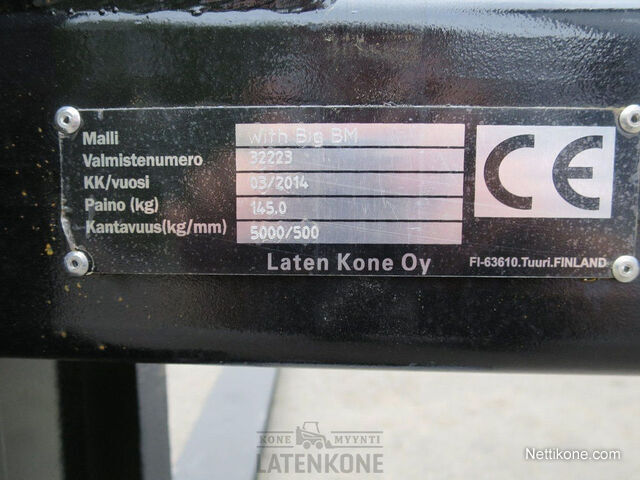 Malli With Big BM
Valmistenumero 32223
KK/vuosi 03/2014
Paino (kg) 145.0
Kantavuus(kg/mm) 5000/500
CE
Laten Kone Oy FI-63610.Tuuri.FINLAND
KONE MYYNTI
LATENKONE
Nettikone.com